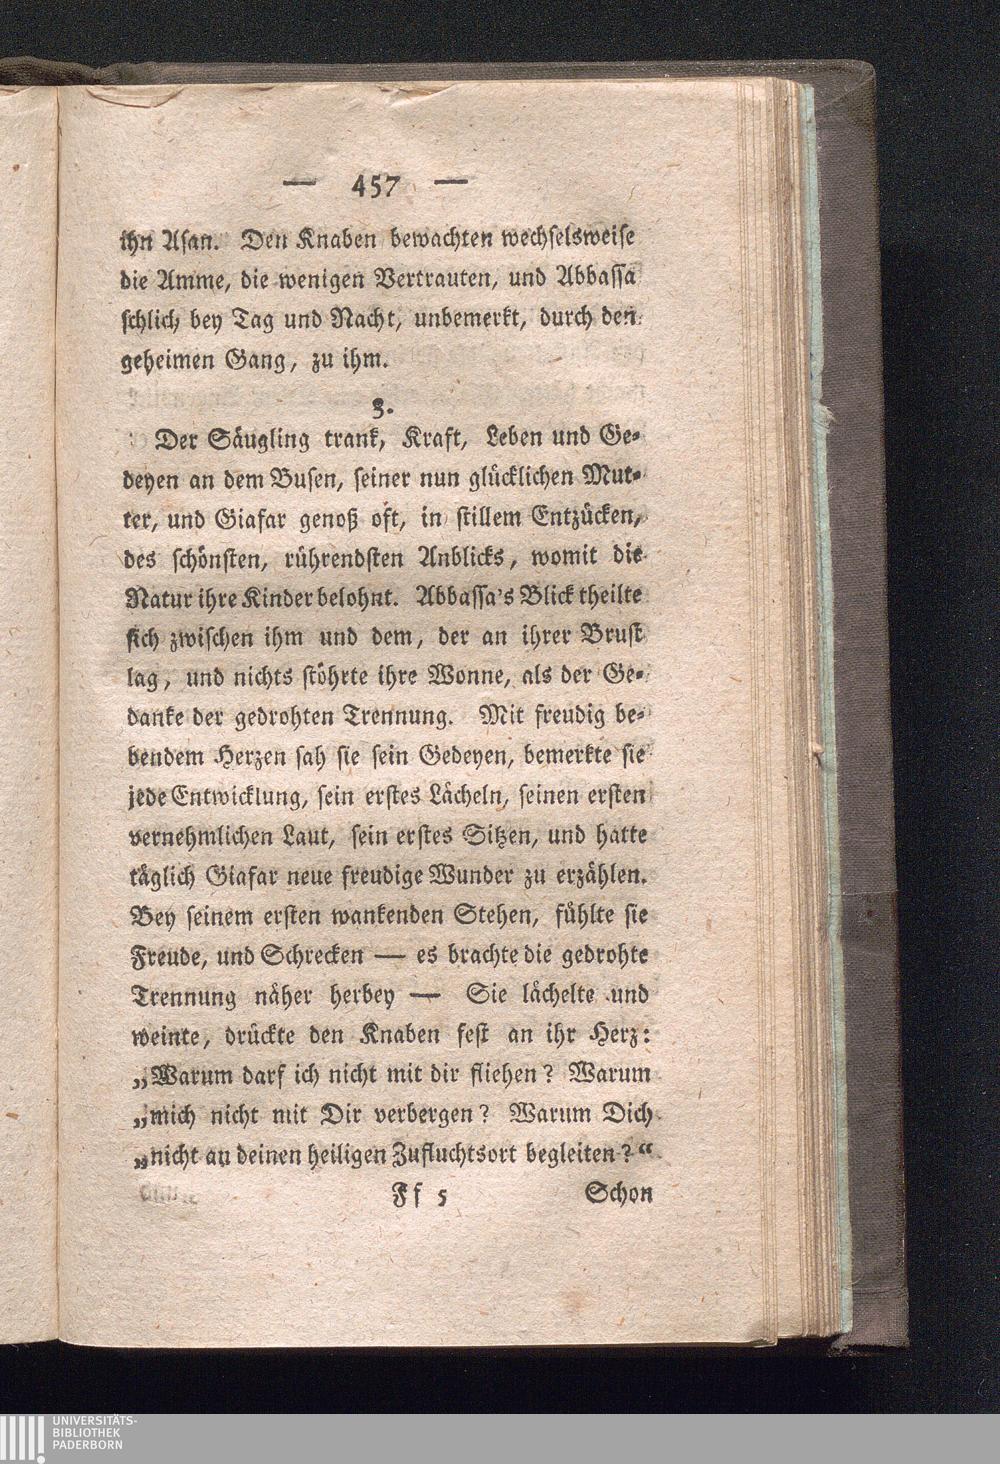 — 457 —
ihn Asan. Den Knaben bewachten wechselsweise
die Amme, die wenigen Vertrauten, und Abbassa
schlich, bey Tag und Nacht, unbemerkt, durch den
geheimen Gang, zu ihm.
3.
Der Säugling trank, Kraft, Leben und Ge-
deyen an dem Busen, seiner nun glücklichen Mut-
ter, und Giafar genoß oft, in stillem Entzücken,
des schönsten, rührendsten Anblicks, womit die
Natur ihre Kinder belohnt. Abbassa's Blick theilte
sich zwischen ihm und dem, der an ihrer Brust
lag, und nichts störhrte ihre Wonne, als der Ge-
danke der gedrohten Trennung. Mit freudig be-
bendem Herzen sah sie sein Gedeyen, bemerkte sie
jede Entwicklung, sein erstes Lächeln, seinen ersten
vernehmlichen Laut, sein erstes Sitzen, und hatte
täglich Giafar neue freudige Wunder zu erzählen.
Bey seinem ersten wankenden Stehen, fühlte sie
Freude, und Schrecken — es brachte die gedrohte
Trennung näher herbey — Sie lächelte und
weinte, drückte den Knaben fest an ihr Herz:
„Warum darf ich nicht mit dir fliehen? Warum
„mich nicht mit Dir verbergen? Warum Dich
„nicht an deinen heiligen Zufluchtsort begleiten?“
Ff 5 Schon
UNIVERSITÄTS-
BIBLIOTHEK
PADERBORN